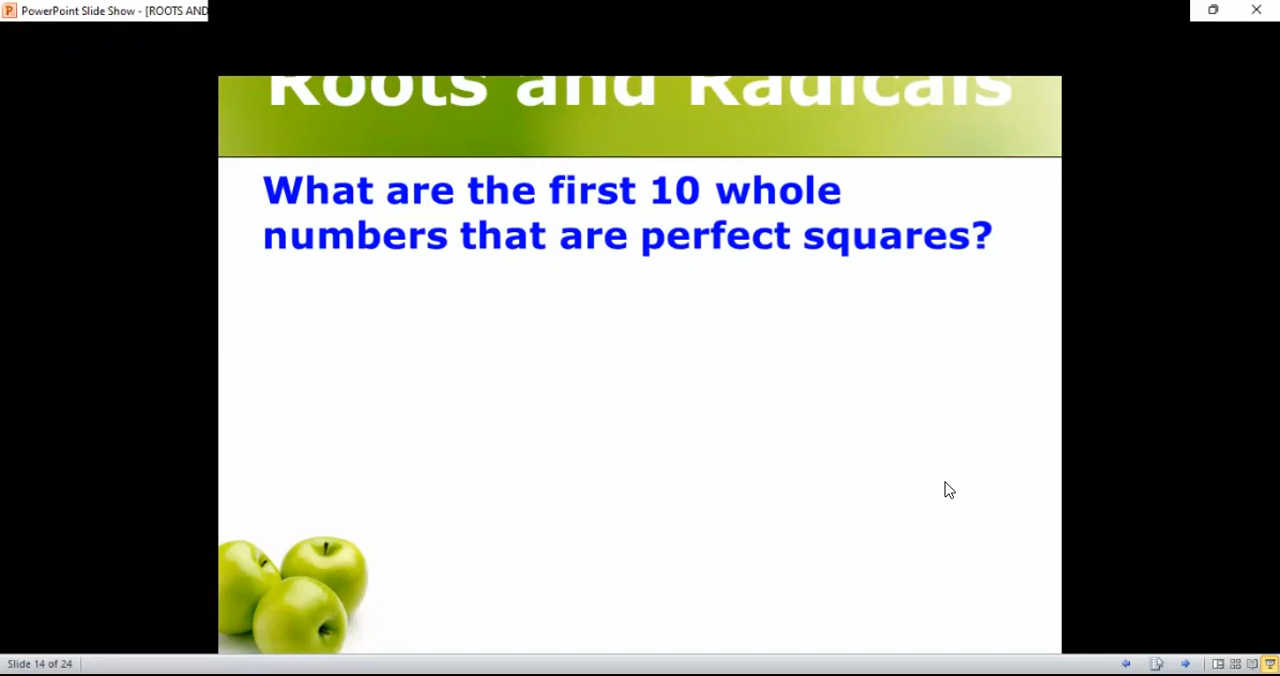 PowerPoint Slide Show - [ROOTS AND
Roots and Radicals
What are the first 10 whole
numbers that are perfect squares?
Slide 14 of 24